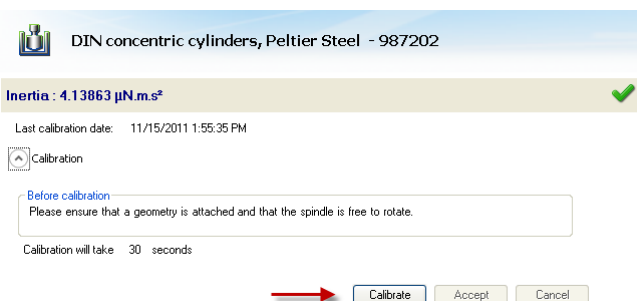 DIN concentric cylinders, Peltier Steel - 987202
Inertia : 4.13863 µN.m.s²
Last calibration date: 11/15/2011 1:55:35 PM
Calibration
Before calibration
Please ensure that a geometry is attached and that the spindle is free to rotate.
Calibration will take 30 seconds
Calibrate Accept Cancel